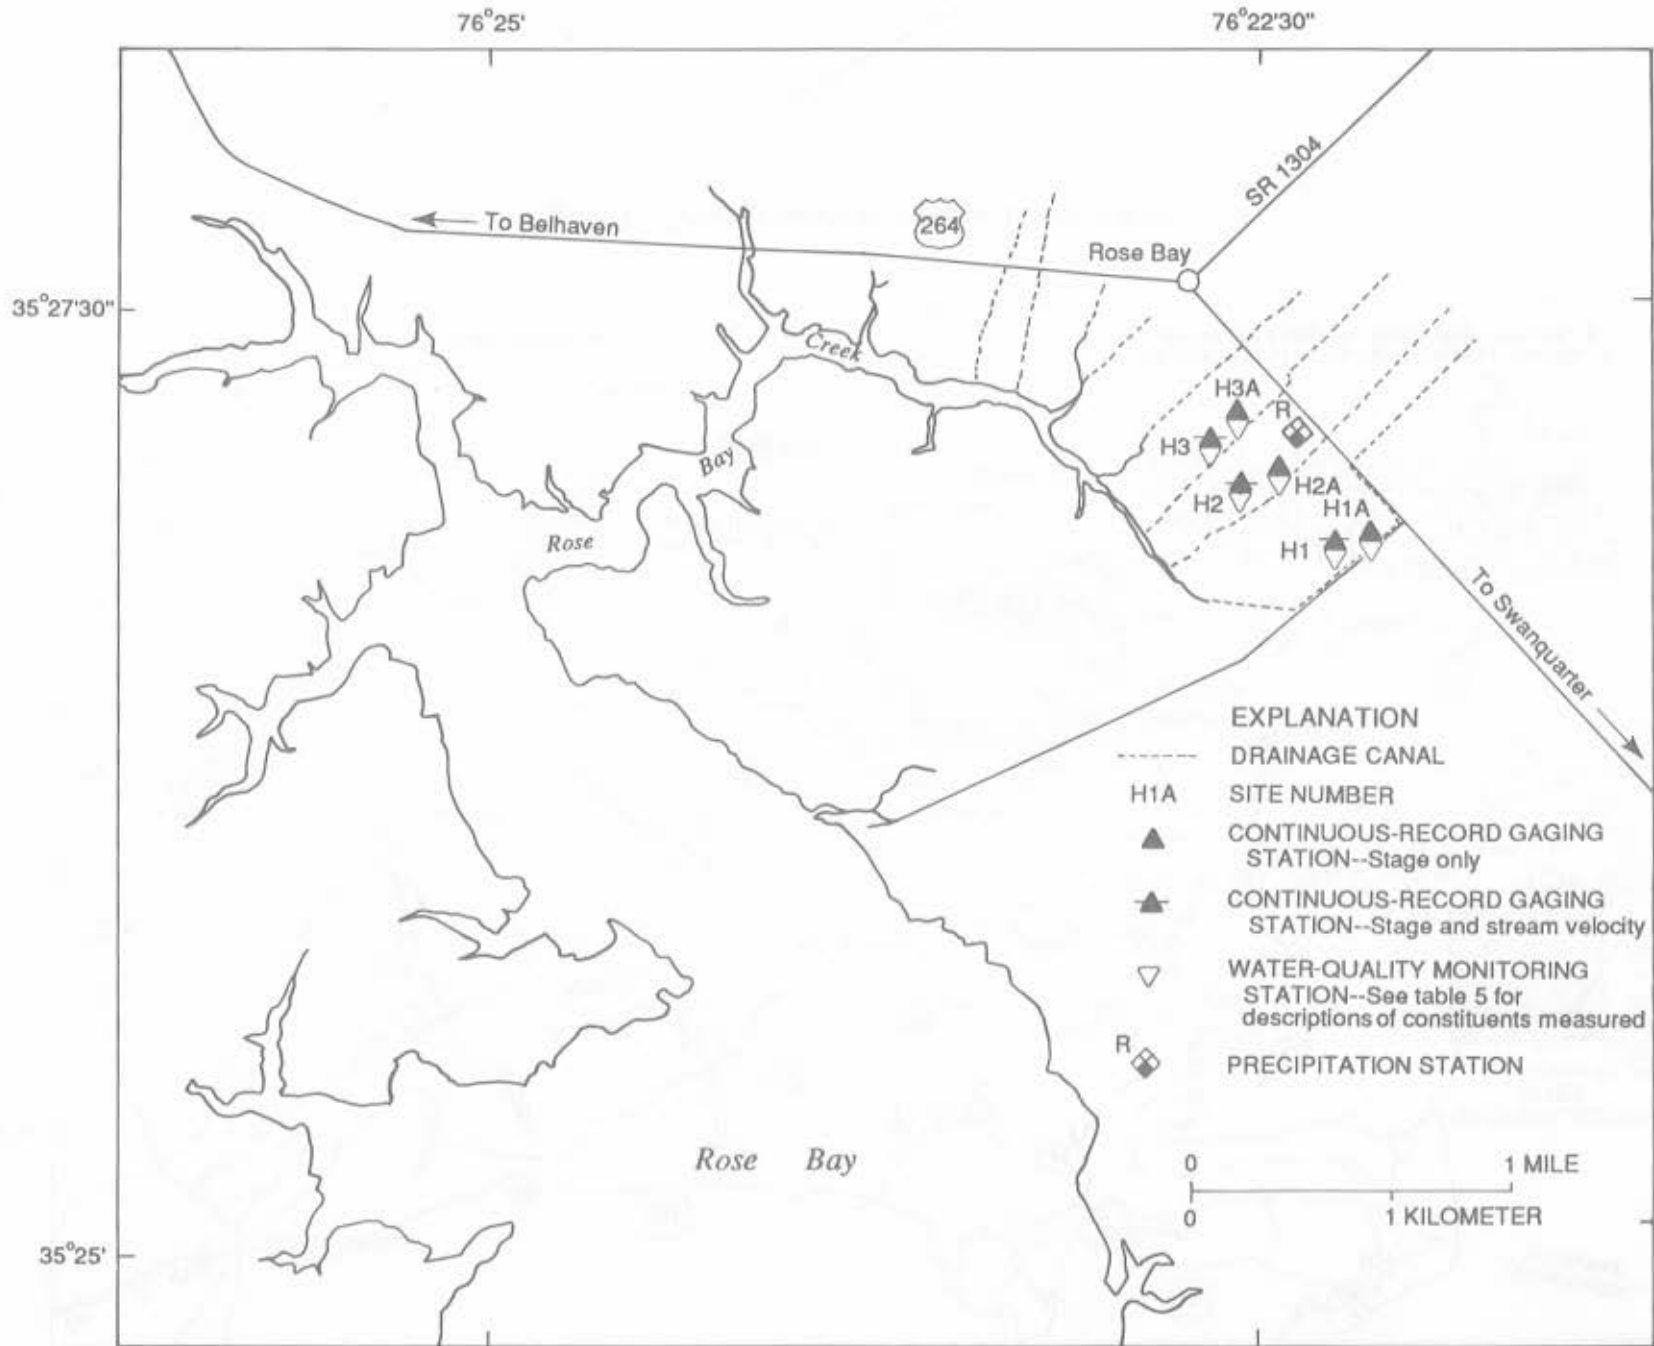 76°25'
76°22'30"
SR 1304
To Belhaven
264
Rose Bay
35°27'30"
Creek
H3A
R
H3
Bay
H2A
H2
H1A
Rose
H1
To Swanquarter
EXPLANATION
DRAINAGE CANAL
H1A SITE NUMBER
CONTINUOUS-RECORD GAGING
STATION--Stage only
CONTINUOUS-RECORD GAGING
STATION--Stage and stream velocity
WATER-QUALITY MONITORING
STATION--See table 5 for
descriptions of constituents measured
R
PRECIPITATION STATION
Rose Bay
0 1 MILE
0 1 KILOMETER
35°25'